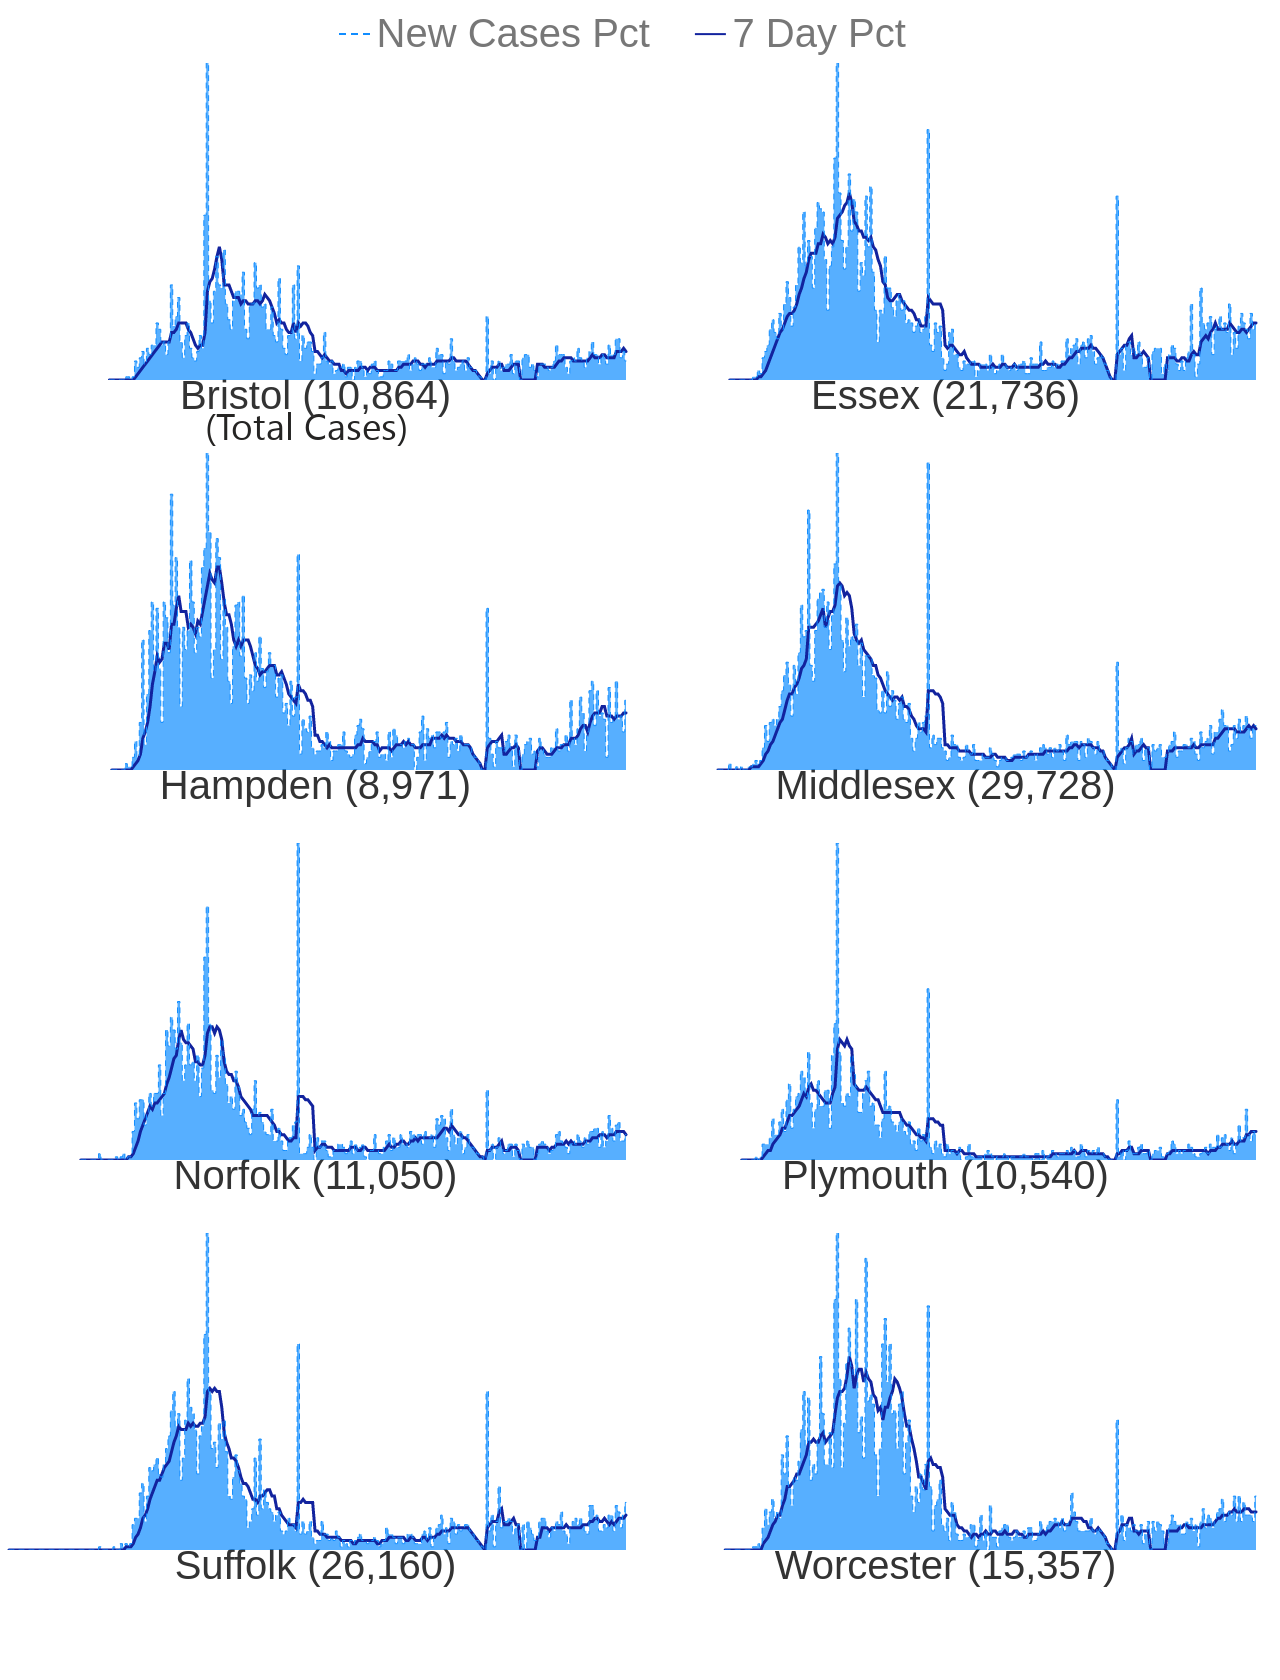 New Cases Pct 7 Day Pct
Bristol (10,864) Essex (21,736)
(Total Cases)
Hampden (8,971) Middlesex (29,728)
Norfolk (11,050) Plymouth (10,540)
Suffolk (26,160) Worcester (15,357)